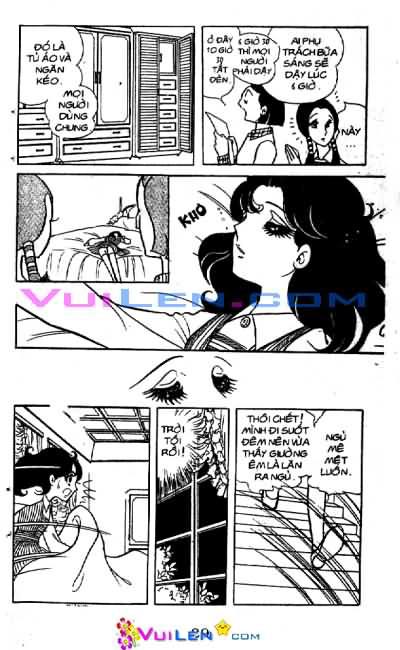 ĐÓ LÀ
TỦ ÁO VÀ
NGĂN
KÉO.
MỌI
NGƯỜI
DÙNG
CHUNG
Ở ĐÂY
10 GIỜ
30
TẮT
ĐÈN.
6 GIỜ 30
THÌ MỌI
NGƯỜI
PHẢI DẬY
AI PHỤ
TRÁCH BỮA
SÁNG SẼ
DẬY LÚC
6 GIỜ.
NÀY...
KHÒ
VuiLen.com
TRỜI
TỐI
RỒI!
THÔI CHẾT!
MÌNH ĐI SUỐT
ĐÊM NÊN VỪA
THẤY GIƯỜNG
ÊM LÀ LĂN
RA NGỦ.
NGỦ
MÊ
MỆT
LUÔN.
VuiLen
.com